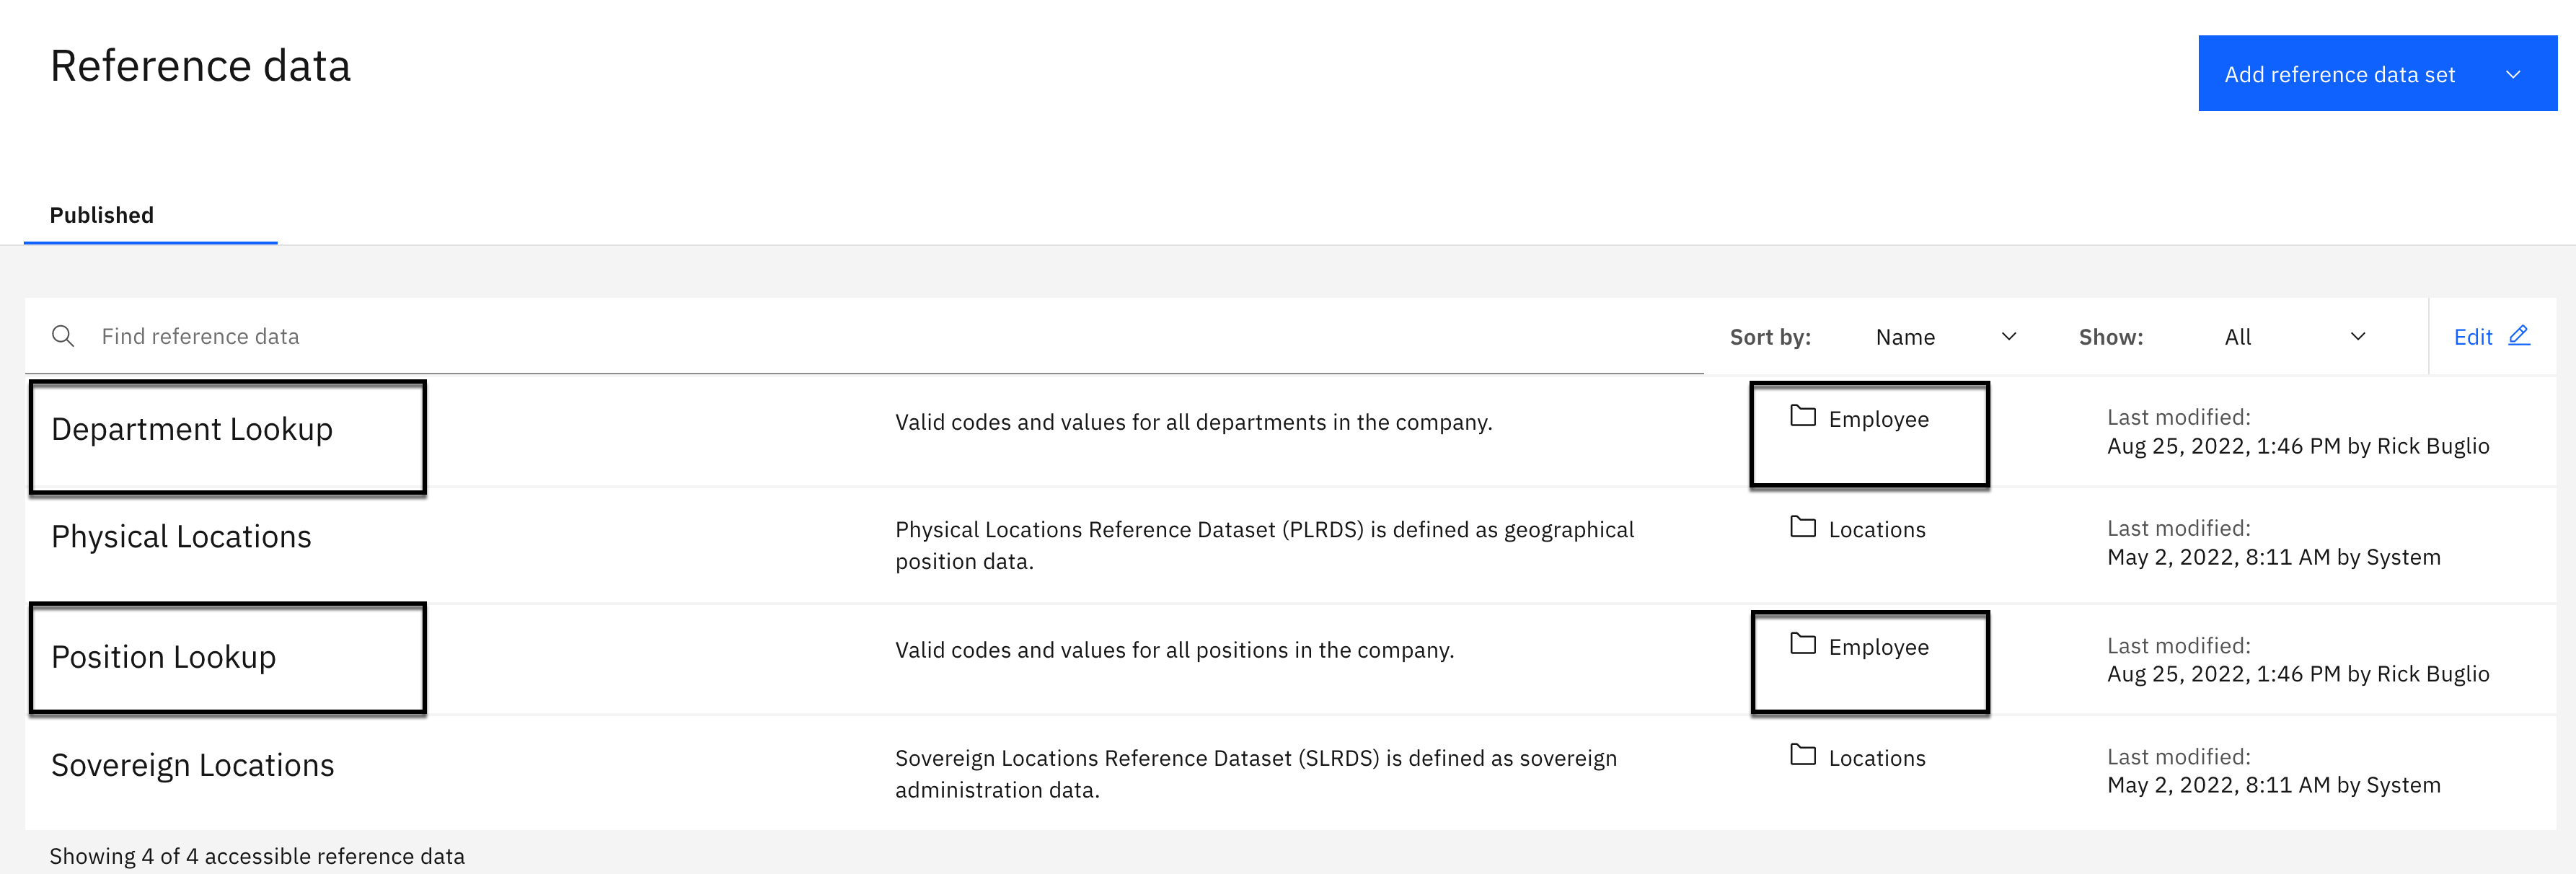 Reference data
Add reference data set
Published
Find reference data
Sort by: Name
Show: All
Edit
Department Lookup
Valid codes and values for all departments in the company.
Employee
Last modified:
Aug 25, 2022, 1:46 PM by Rick Buglio
Physical Locations
Physical Locations Reference Dataset (PLRDS) is defined as geographical
position data.
Locations
Last modified:
May 2, 2022, 8:11 AM by System
Position Lookup
Valid codes and values for all positions in the company.
Employee
Last modified:
Aug 25, 2022, 1:46 PM by Rick Buglio
Sovereign Locations
Sovereign Locations Reference Dataset (SLRDS) is defined as sovereign
administration data.
Locations
Last modified:
May 2, 2022, 8:11 AM by System
Showing 4 of 4 accessible reference data